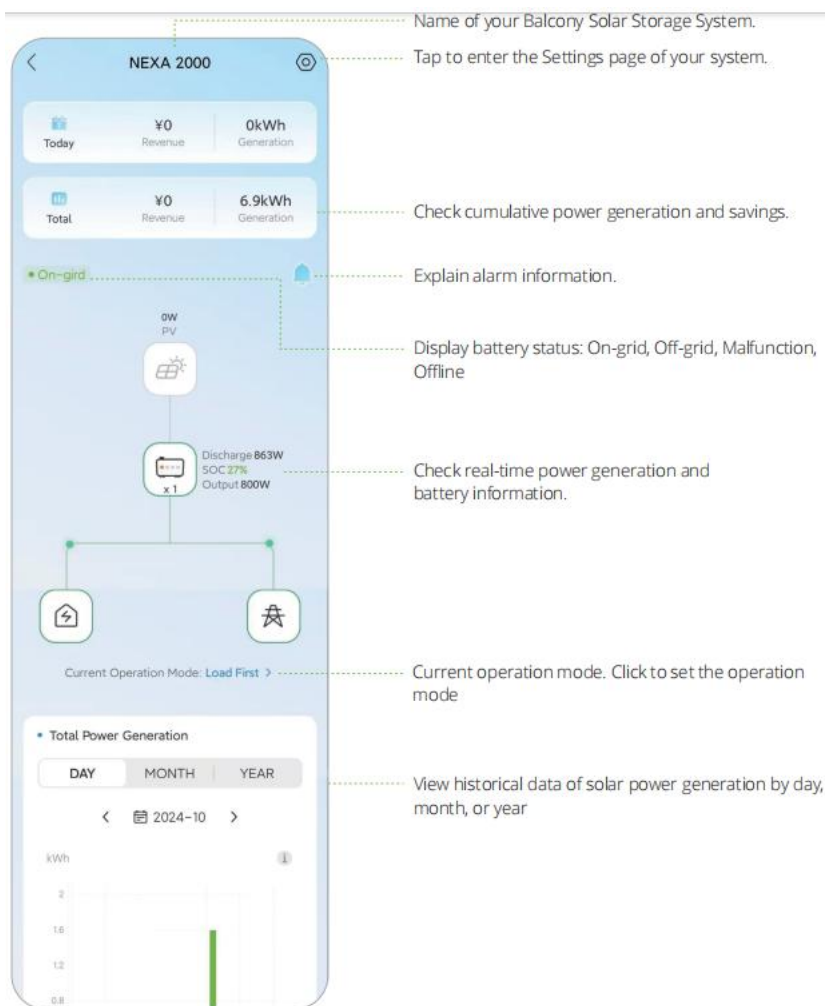 Name of your Balcony Solar Storage System.
NEXA 2000
Tap to enter the Settings page of your system.
Today
¥0
Revenue
0kWh
Generation
Total
¥0
Revenue
6.9kWh
Generation
Check cumulative power generation and savings.
On-gird
Explain alarm information.
0W
PV
Display battery status: On-grid, Off-grid, Malfunction,
Offline
Discharge 863W
SOC 27%
Output 800W
x 1
Check real-time power generation and
battery information.
Current Operation Mode: Load First >
Current operation mode. Click to set the operation
mode
Total Power Generation
DAY MONTH YEAR
View historical data of solar power generation by day,
month, or year
< 2024-10 >
kWh
i
2
1.6
1.2
0.8